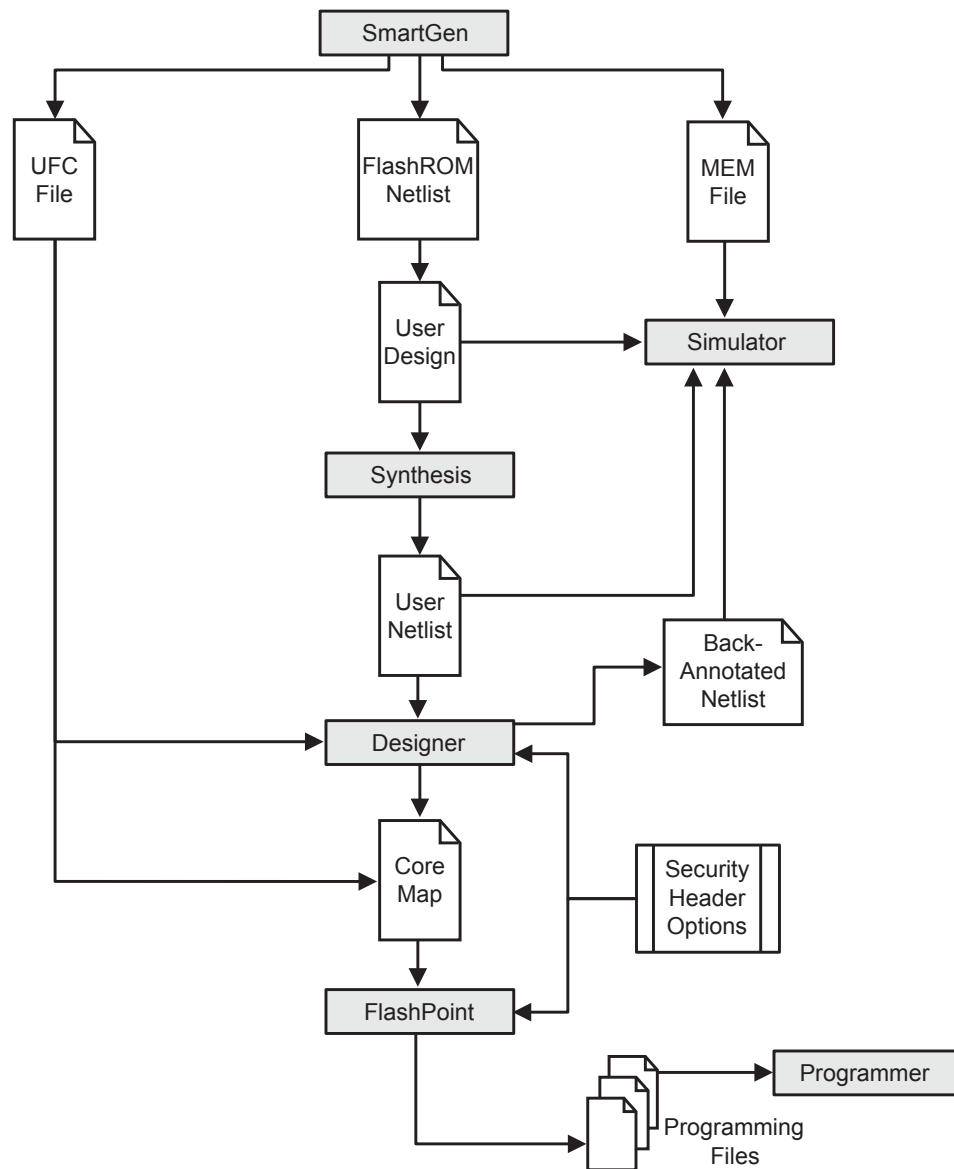 SmartGen
UFC
File
FlashROM
Netlist
MEM
File
User
Design
Simulator
Synthesis
User
Netlist
Back-
Annotated
Netlist
Designer
Core
Map
Security
Header
Options
FlashPoint
Programmer
Programming
Files